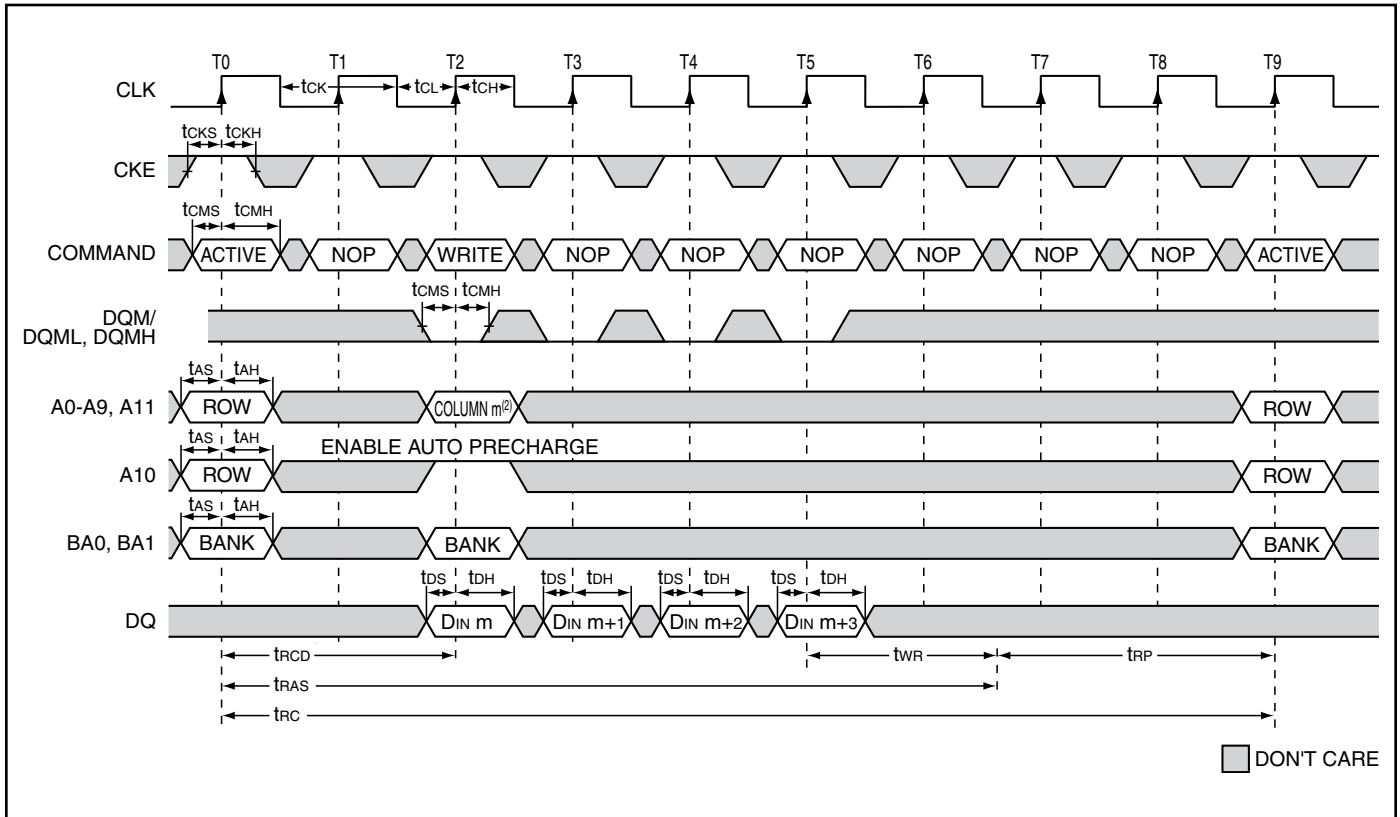 T0 T1 T2 T3 T4 T5 T6 T7 T8 T9
CLK tCK tCL tCH
tCKS tCKH
CKE
tCMS tCMH
COMMAND ACTIVE NOP WRITE NOP NOP NOP NOP NOP NOP ACTIVE
tCMS tCMH
DQM/
DQML, DQMH
tAS tAH
A0-A9, A11 ROW COLUMN m(2) ROW
tAS tAH ENABLE AUTO PRECHARGE
A10 ROW ROW
tAS tAH
BA0, BA1 BANK BANK BANK
tDS tDH tDS tDH tDS tDH tDS tDH
DQ DIN m DIN m+1 DIN m+2 DIN m+3
tRCD tWR tRP
tRAS
tRC
DON'T CARE